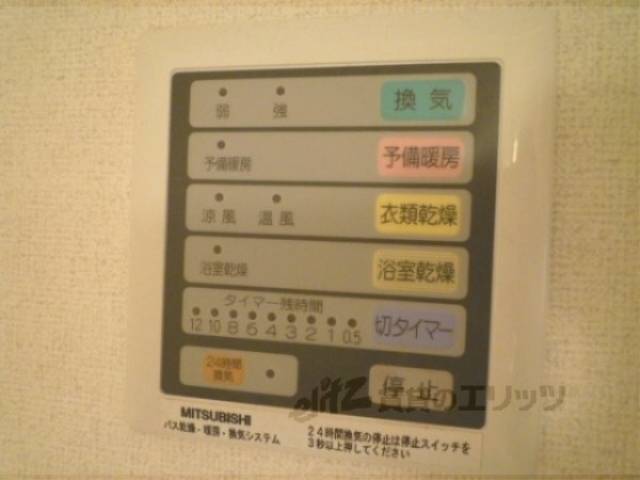 弱 強 換気
予備暖房 予備暖房
涼風 温風 衣類乾燥
浴室乾燥 浴室乾燥
タイマー残時間
12 10 8 6 4 3 2 1 0.5 切タイマー
24時間
換気
停止
elitz 賃貸のエリッツ
MITSUBISHI
バス乾燥・暖房・換気システム
24時間換気の停止は停止スイッチを
3秒以上押してください